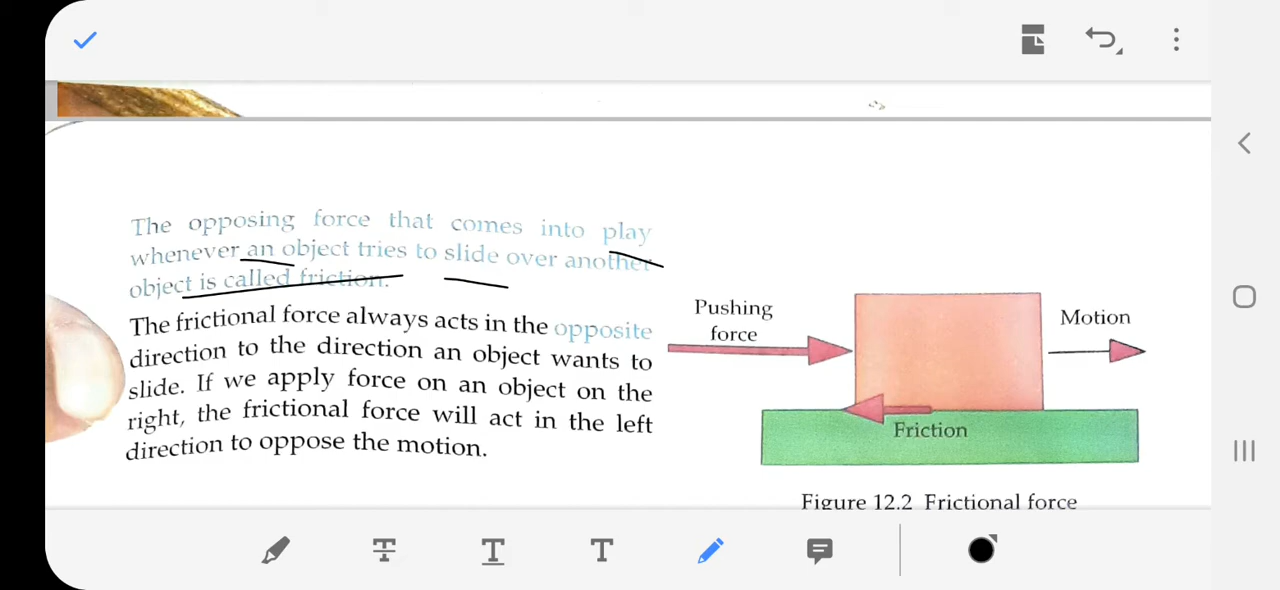 The opposing force that comes into play
whenever an object tries to slide over another
object is called friction.
The frictional force always acts in the opposite
direction to the direction an object wants to
slide. If we apply force on an object on the
right, the frictional force will act in the left
direction to oppose the motion.
Pushing
force
Motion
Friction
Figure 12.2 Frictional force